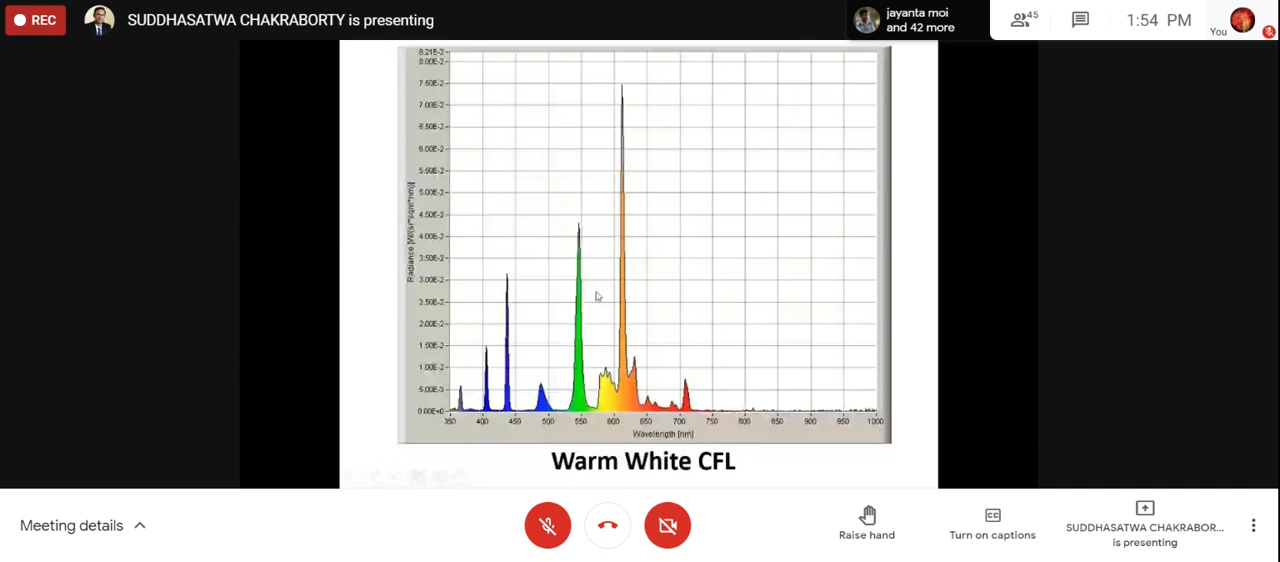 REC
SUDDHASATWA CHAKRABORTY is presenting
jayanta moi
and 42 more
45
1:54 PM
You
8.21E-2
8.00E-2
7.50E-2
7.00E-2
6.50E-2
6.00E-2
5.50E-2
5.00E-2
4.50E-2
4.00E-2
3.50E-2
3.00E-2
2.50E-2
2.00E-2
1.50E-2
1.00E-2
5.00E-3
0.00E+0
Radiance [W/(sr*sqm*nm)]
350 400 450 500 550 600 650 700 750 800 850 900 950 1000
Wavelength [nm]
Warm White CFL
Meeting details
Raise hand
CC
Turn on captions
SUDDHASATWA CHAKRABOR...
is presenting